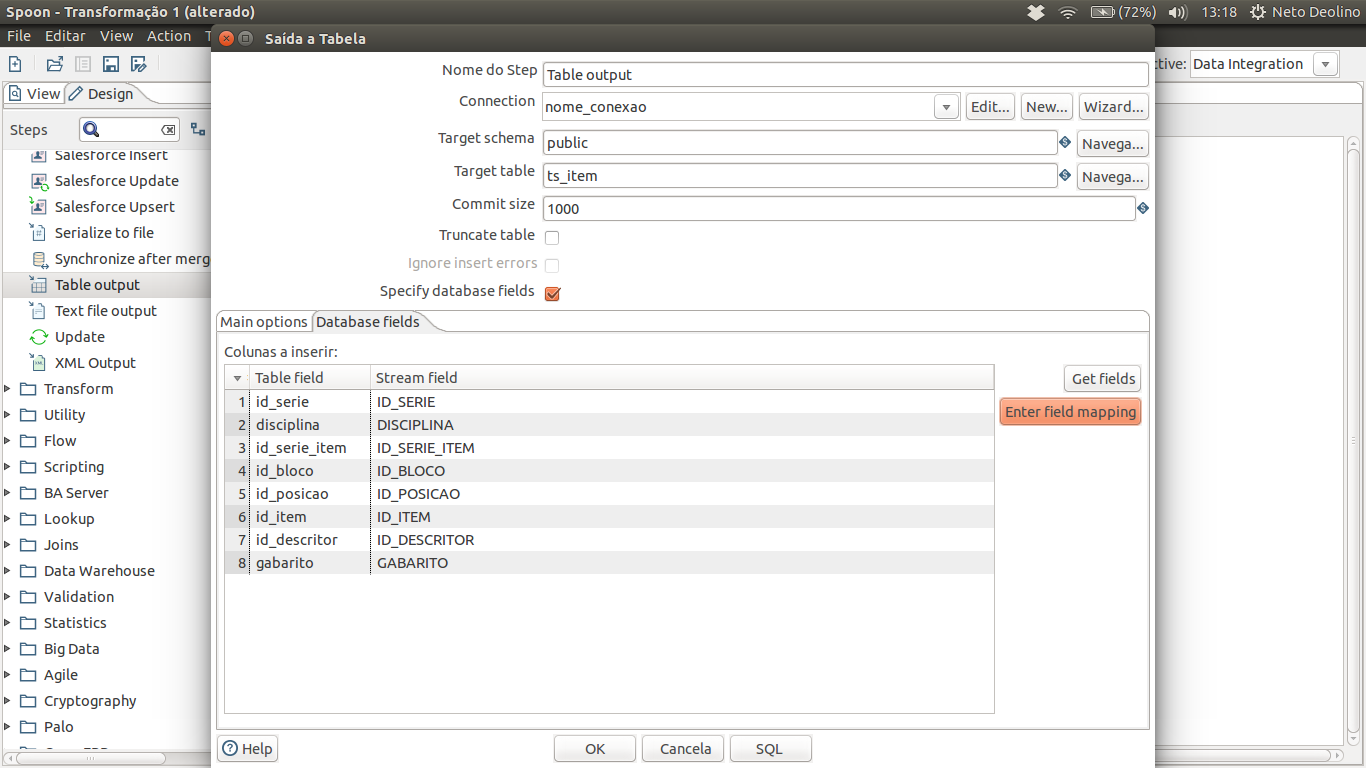 Spoon - Transformação 1 (alterado)
(72%)
13:18
Neto Deolino
File Editar View Action
Saída a Tabela
ctive: Data Integration
View
Design
Steps
Salesforce Insert
Salesforce Update
Salesforce Upsert
Serialize to file
Synchronize after merg
Table output
Text file output
Update
XML Output
Transform
Utility
Flow
Scripting
BA Server
Lookup
Joins
Data Warehouse
Validation
Statistics
Big Data
Agile
Cryptography
Palo
Nome do Step Table output
Connection nome_conexao Edit... New... Wizard...
Target schema public Navega...
Target table ts_item Navega...
Commit size 1000
Truncate table
Ignore insert errors
Specify database fields
Main options Database fields
Colunas a inserir:
Table field Stream field
1 id_serie ID_SERIE
2 disciplina DISCIPLINA
3 id_serie_item ID_SERIE_ITEM
4 id_bloco ID_BLOCO
5 id_posicao ID_POSICAO
6 id_item ID_ITEM
7 id_descritor ID_DESCRITOR
8 gabarito GABARITO
Get fields
Enter field mapping
Help OK Cancela SQL